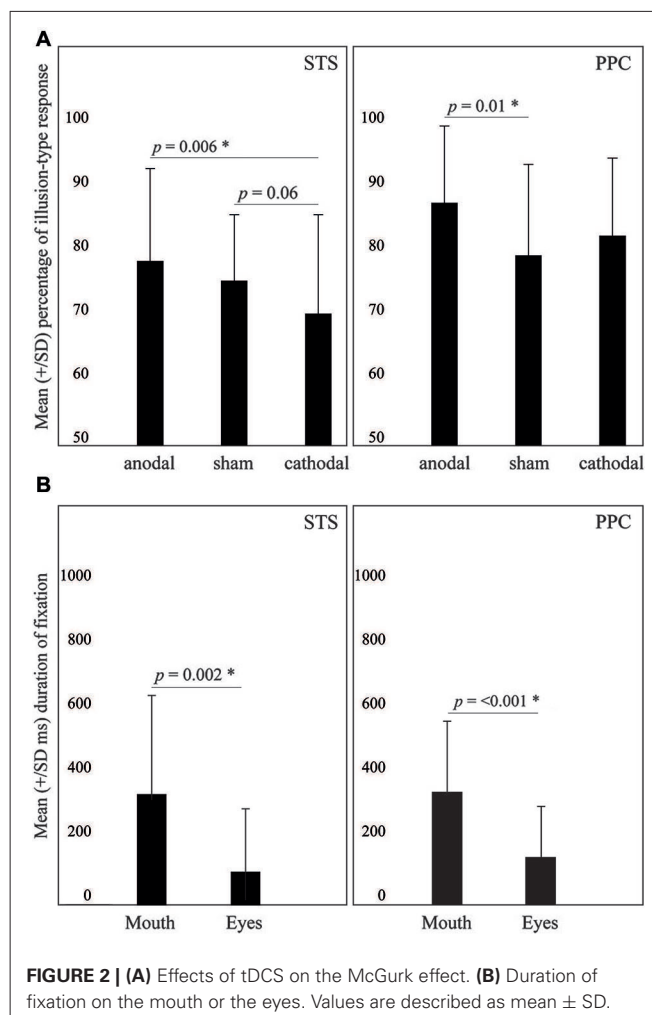 A
STS
PPC
Mean (+/SD) percentage of illusion-type response
100
90
80
70
60
50
p = 0.006 *
p = 0.06
anodal sham cathodal
100
90
80
70
60
50
p = 0.01 *
anodal sham cathodal
B
STS
PPC
Mean (+/SD ms) duration of fixation
1000
800
600
400
200
0
p = 0.002 *
Mouth Eyes
1000
800
600
400
200
0
p = <0.001 *
Mouth Eyes
FIGURE 2 | (A) Effects of tDCS on the McGurk effect. (B) Duration of
fixation on the mouth or the eyes. Values are described as mean ± SD.